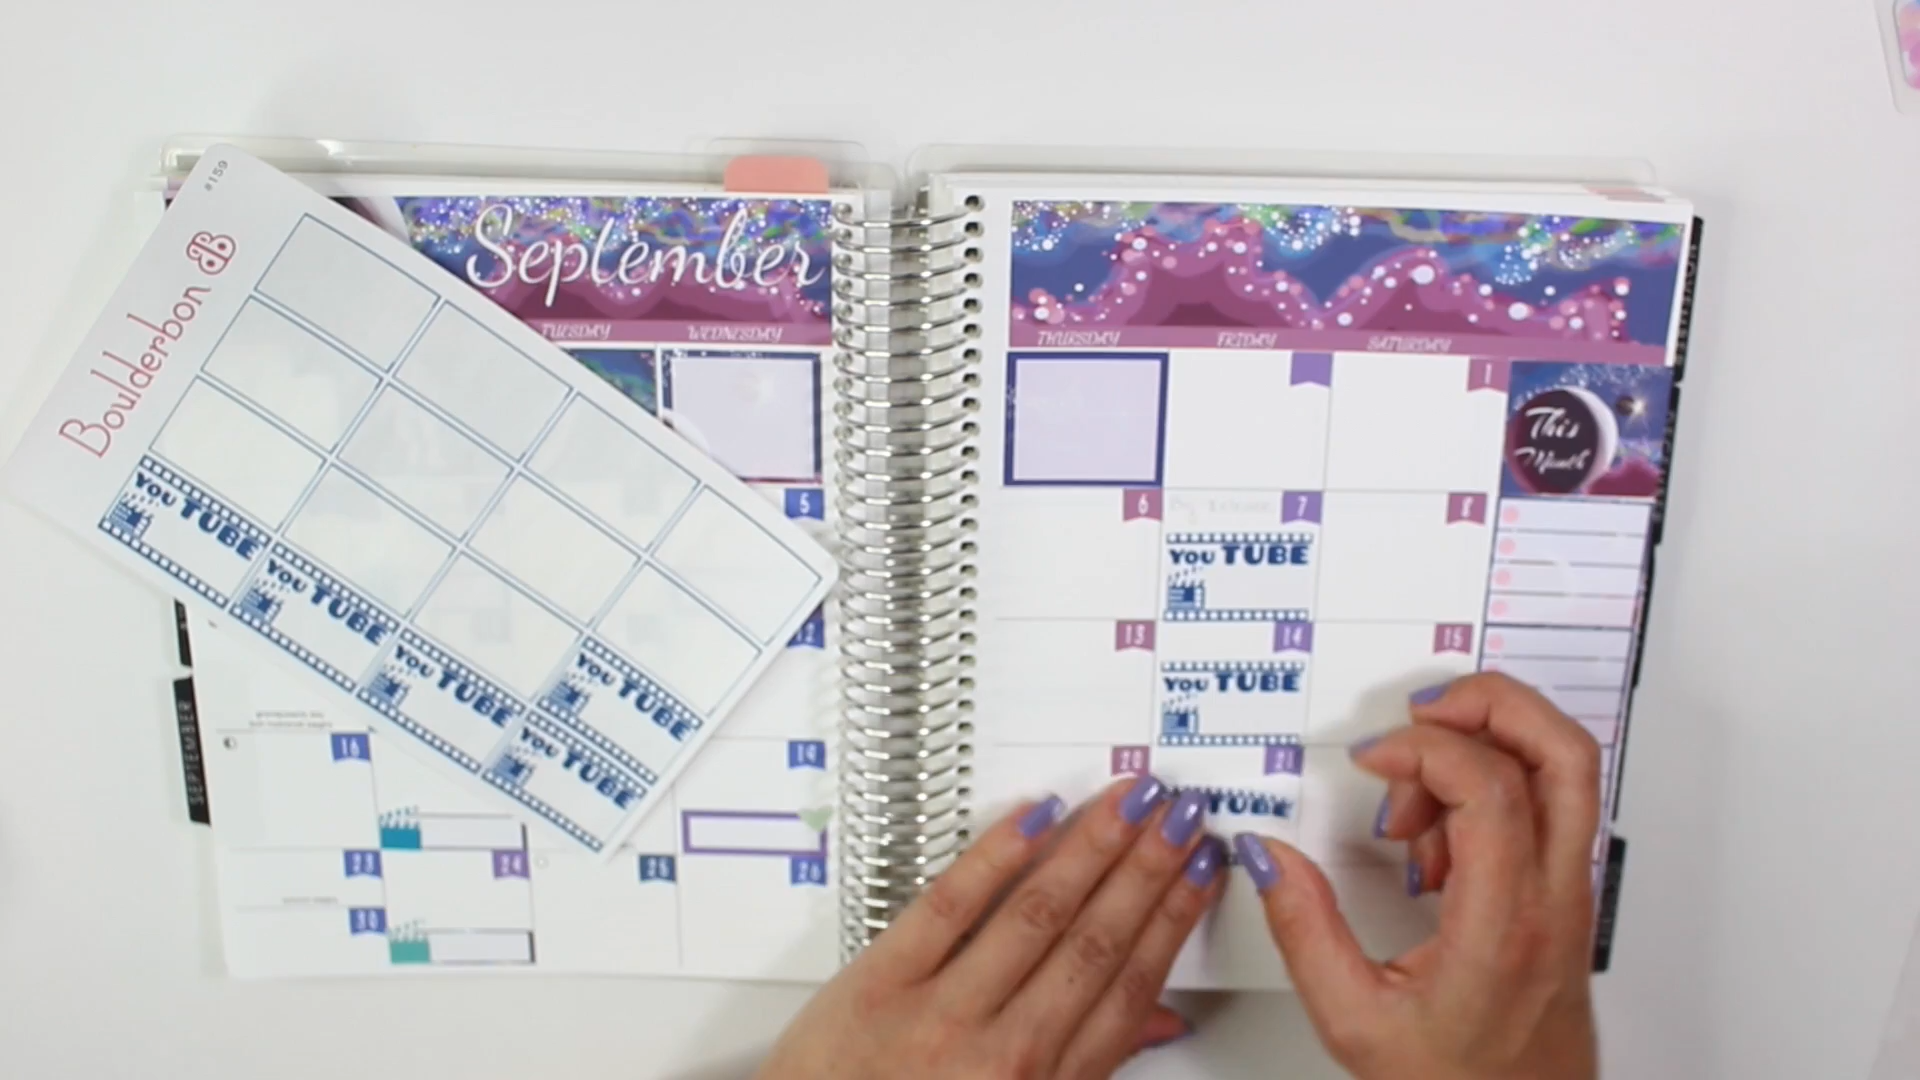 #159
Boulderbon BB
YOU TUBE
YOU TUBE
YOU TUBE
YOU TUBE
YOU TUBE
September
TUESDAY
WEDNESDAY
5
12
16
19
23
24
25
26
30
SEPTEMBER
THURSDAY
FRIDAY
SATURDAY
1
This
Month
6
7
8
YOU TUBE
13
14
15
YOU TUBE
20
21
TUBE